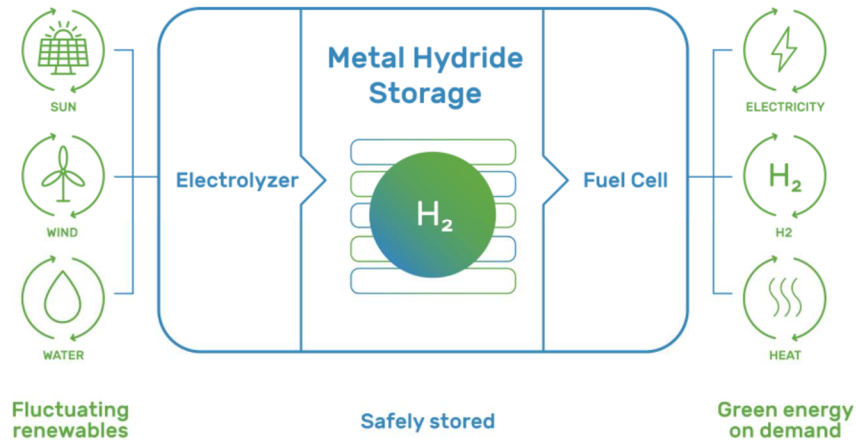 SUN
WIND
WATER
Fluctuating
renewables
Electrolyzer
Metal Hydride
Storage
H₂
Safely stored
Fuel Cell
ELECTRICITY
H₂
H2
HEAT
Green energy
on demand